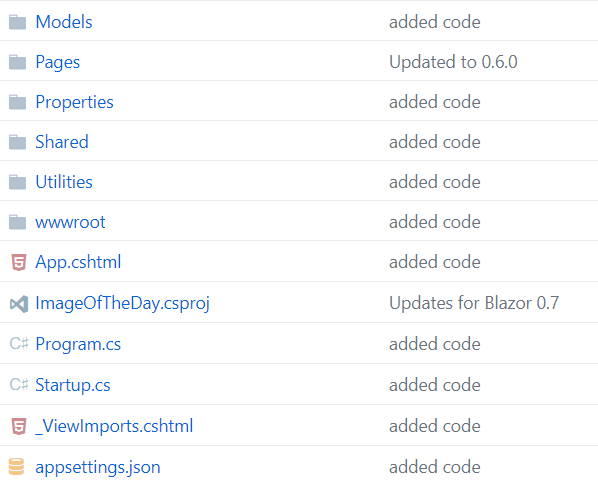 Models added code
Pages Updated to 0.6.0
Properties added code
Shared added code
Utilities added code
wwwroot added code
App.cshtml added code
ImageOfTheDay.csproj Updates for Blazor 0.7
C# Program.cs added code
C# Startup.cs added code
_ViewImports.cshtml added code
appsettings.json added code